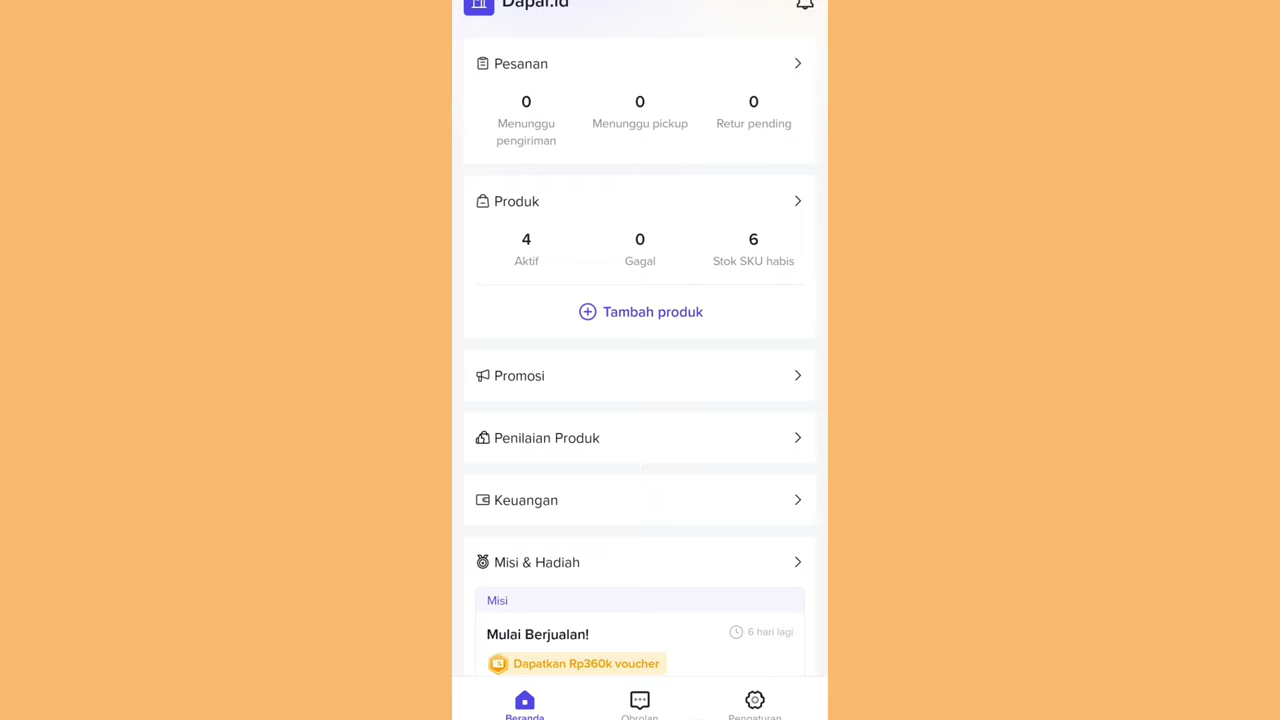 Dapar.id
Pesanan
0 0 0
Menunggu pengiriman Menunggu pickup Retur pending
Produk
4 0 6
Aktif Gagal Stok SKU habis
Tambah produk
Promosi
Penilaian Produk
Keuangan
Misi & Hadiah
Misi
Mulai Berjualan! 6 hari lagi
Dapatkan Rp360k voucher
Beranda Obrolan Pengaturan